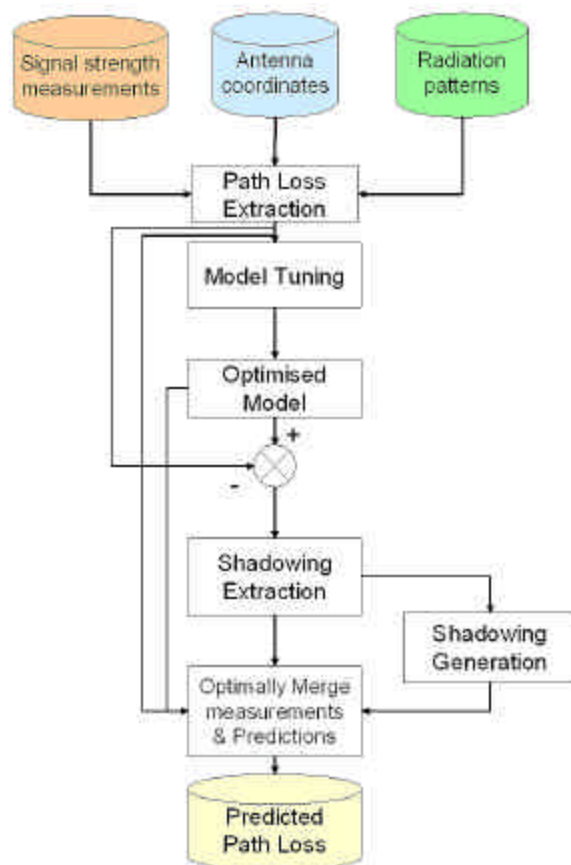 Signal strength
measurements
Antenna
coordinates
Radiation
patterns
Path Loss
Extraction
Model Tuning
Optimised
Model
+
-
Shadowing
Extraction
Shadowing
Generation
Optimally Merge
measurements
& Predictions
Predicted
Path Loss